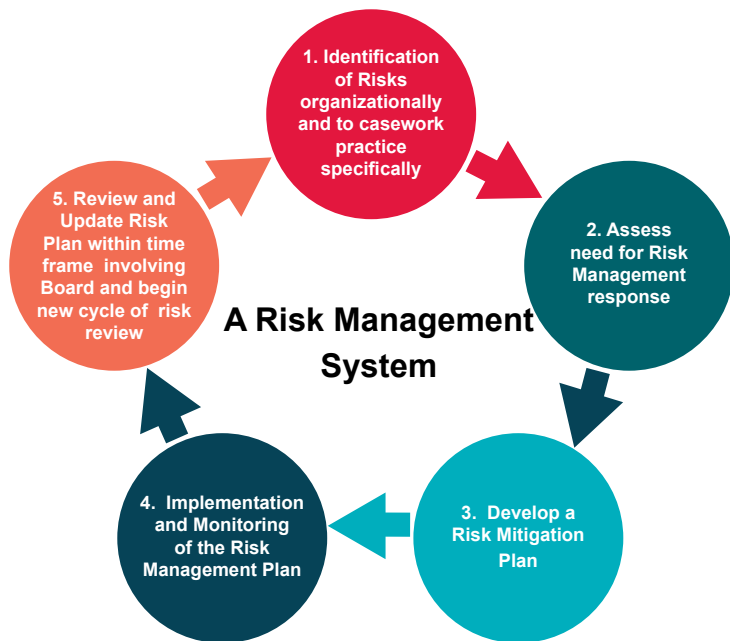 1. Identification
of Risks
organizationally
and to casework
practice
specifically
2. Assess
need for Risk
Management
response
3. Develop a
Risk Mitigation
Plan
4. Implementation
and Monitoring
of the Risk
Management Plan
5. Review and
Update Risk
Plan within time
frame involving
Board and begin
new cycle of risk
review
A Risk Management
System